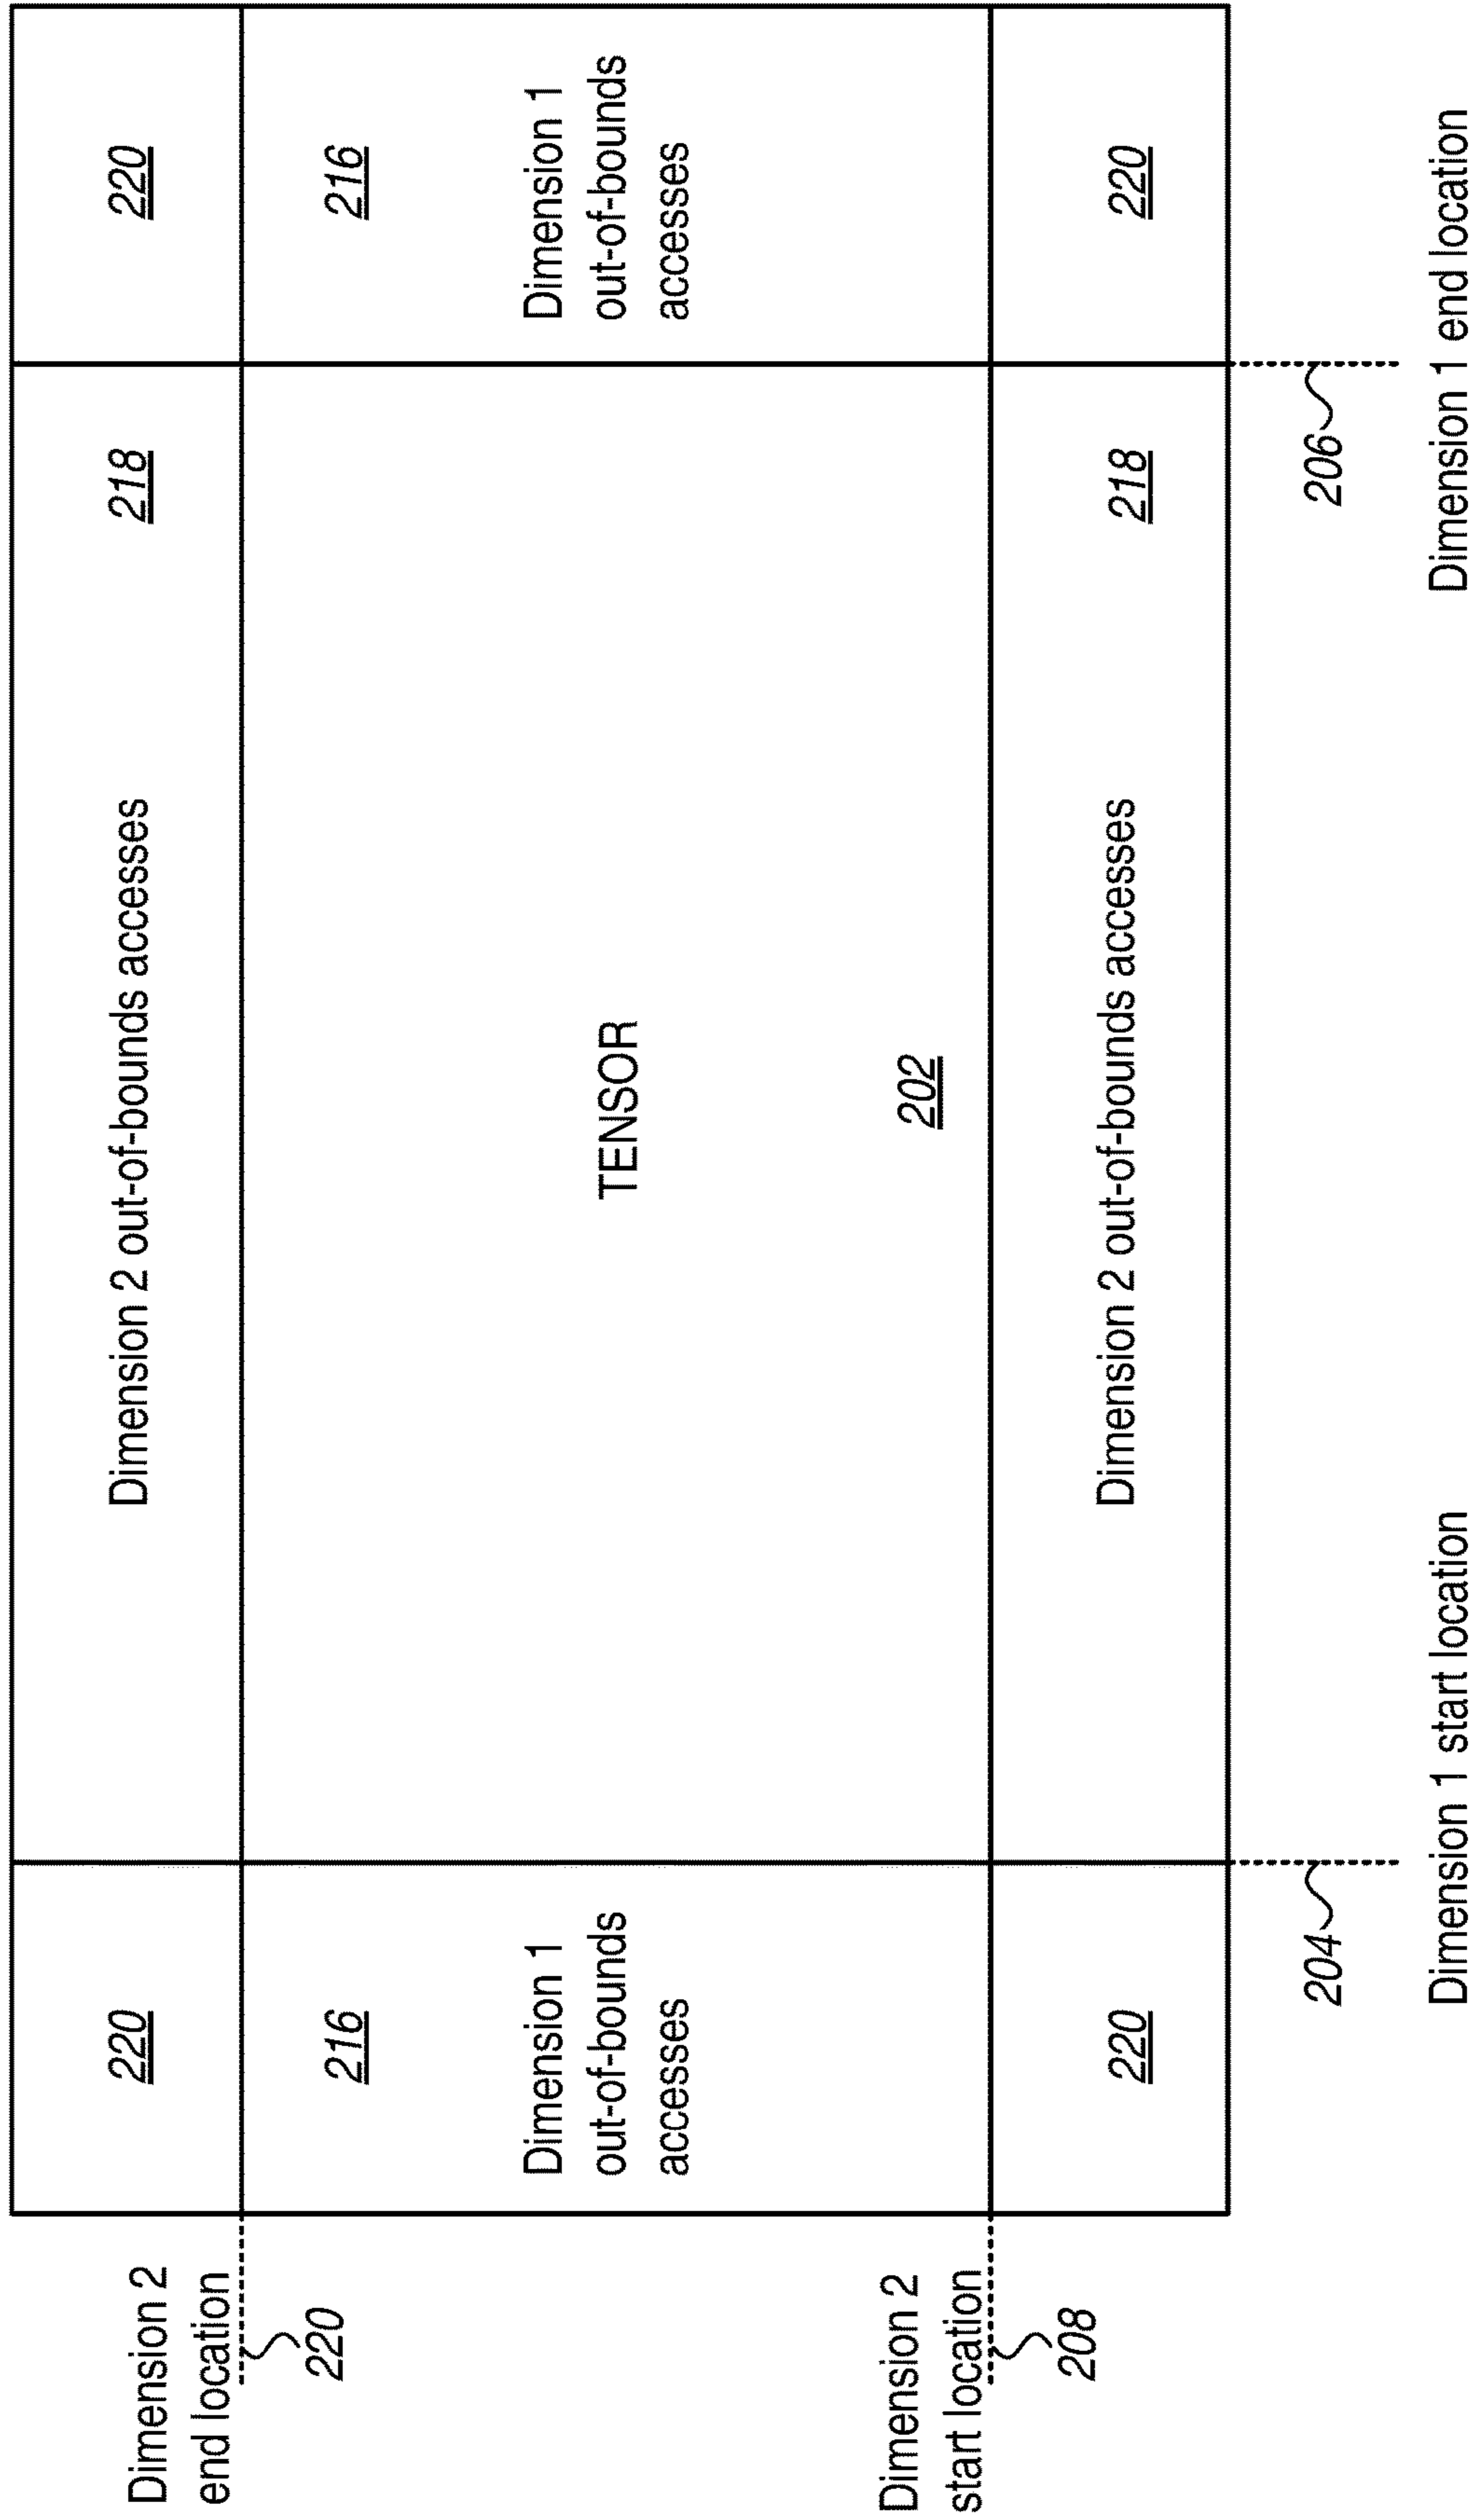 Dimension 2
end location
220
220
Dimension 2 out-of-bounds accesses
218
220
216
216
Dimension 1
out-of-bounds
accesses
TENSOR
Dimension 1
out-of-bounds
accesses
202
Dimension 2
start location
208
220
Dimension 2 out-of-bounds accesses
218
220
204
206
Dimension 1 start location
Dimension 1 end location